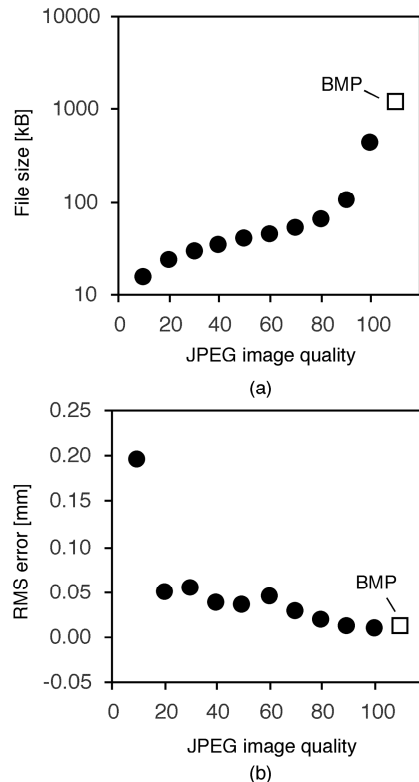 10000
1000
100
10
File size [kB]
BMP
0 20 40 60 80 100
JPEG image quality
(a)
0.25
0.20
0.15
0.10
0.05
0.00
-0.05
RMS error [mm]
BMP
0 20 40 60 80 100
JPEG image quality
(b)